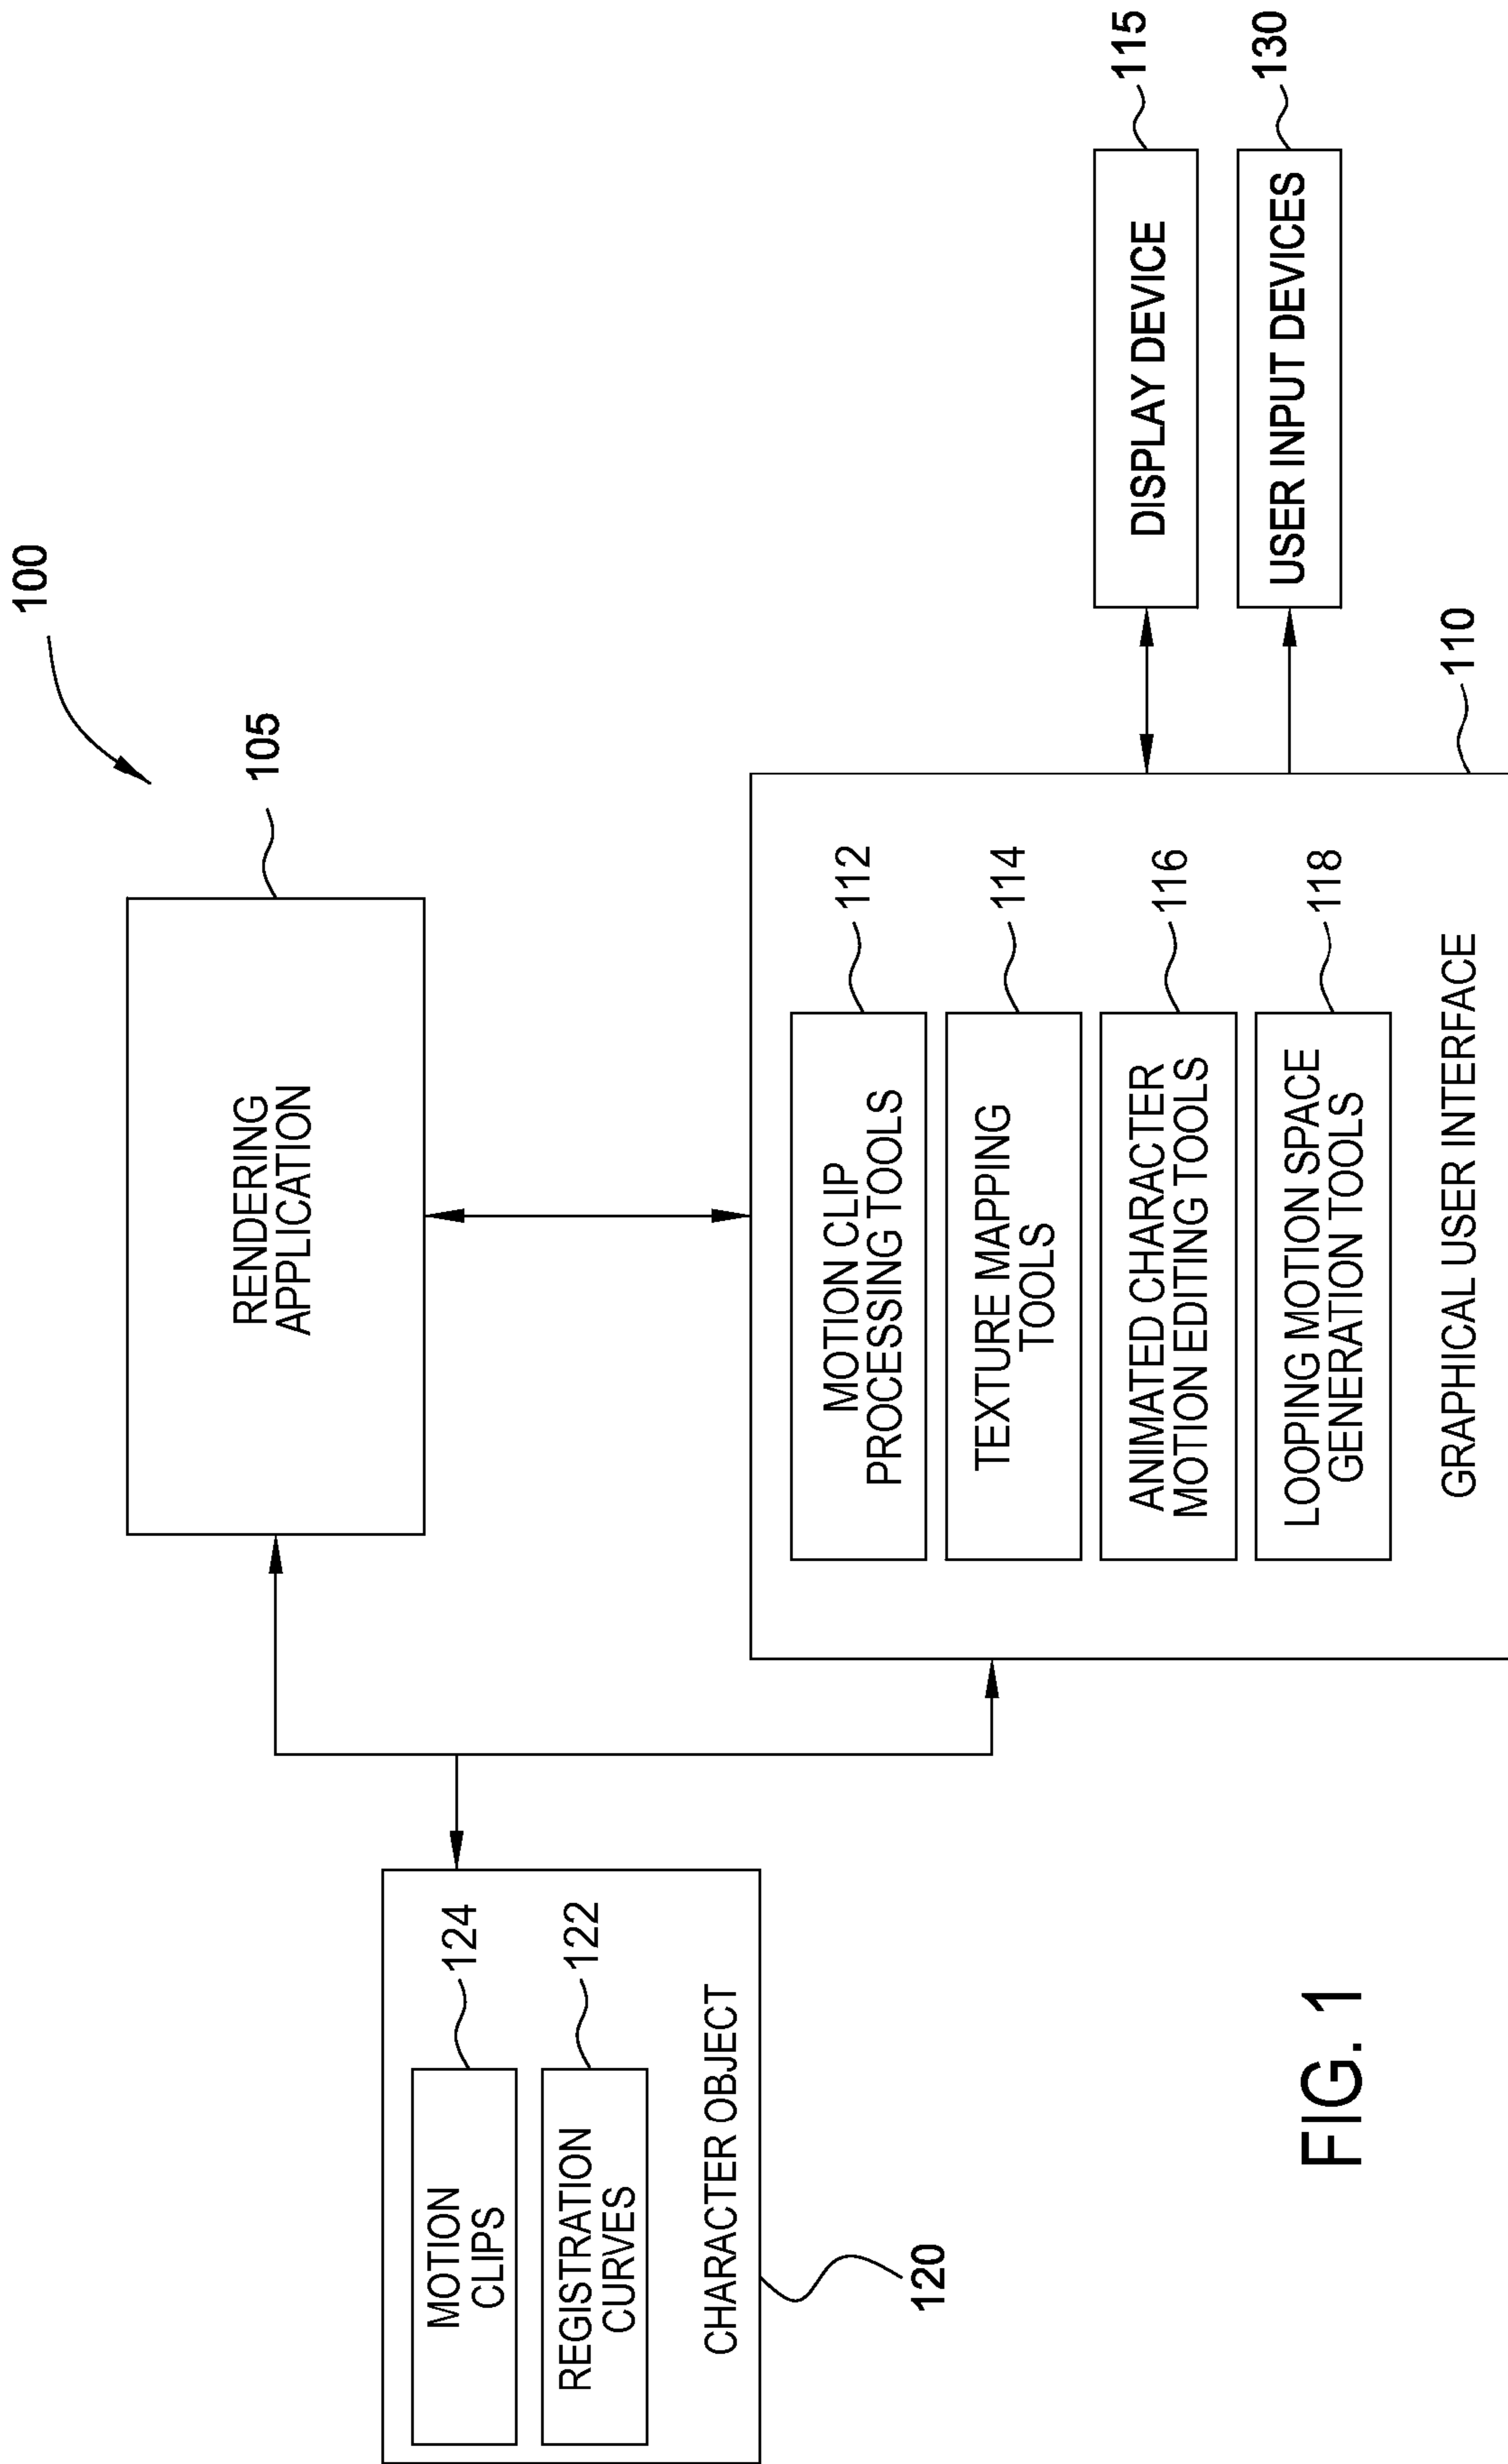 100
RENDERING
APPLICATION
105
MOTION
CLIPS
124
REGISTRATION
CURVES
122
CHARACTER OBJECT
120
MOTION CLIP
PROCESSING TOOLS
112
TEXTURE MAPPING
TOOLS
114
ANIMATED CHARACTER
MOTION EDITING TOOLS
116
LOOPING MOTION SPACE
GENERATION TOOLS
118
GRAPHICAL USER INTERFACE
110
DISPLAY DEVICE
115
USER INPUT DEVICES
130
FIG. 1